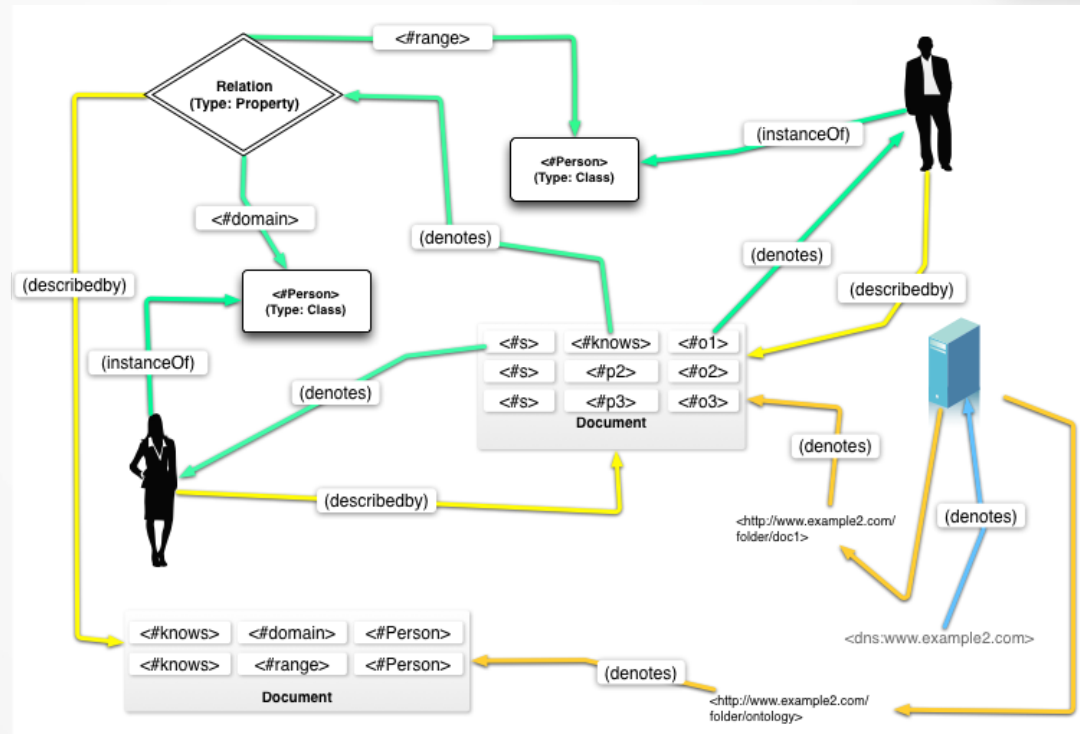 <#range>
Relation
(Type: Property)
(instanceOf)
<#Person>
(Type: Class)
<#domain>
(denotes)
(denotes)
(describedby)
(describedby)
<#Person>
(Type: Class)
<#s> <#knows> <#o1>
(instanceOf)
<#s> <#p2> <#o2>
(denotes)
<#s> <#p3> <#o3>
Document
(denotes)
(describedby)
<http://www.example2.com/
folder/doc1>
(denotes)
<dns:www.example2.com>
<#knows> <#domain> <#Person>
<#knows> <#range> <#Person>
Document
(denotes)
<http://www.example2.com/
folder/ontology>